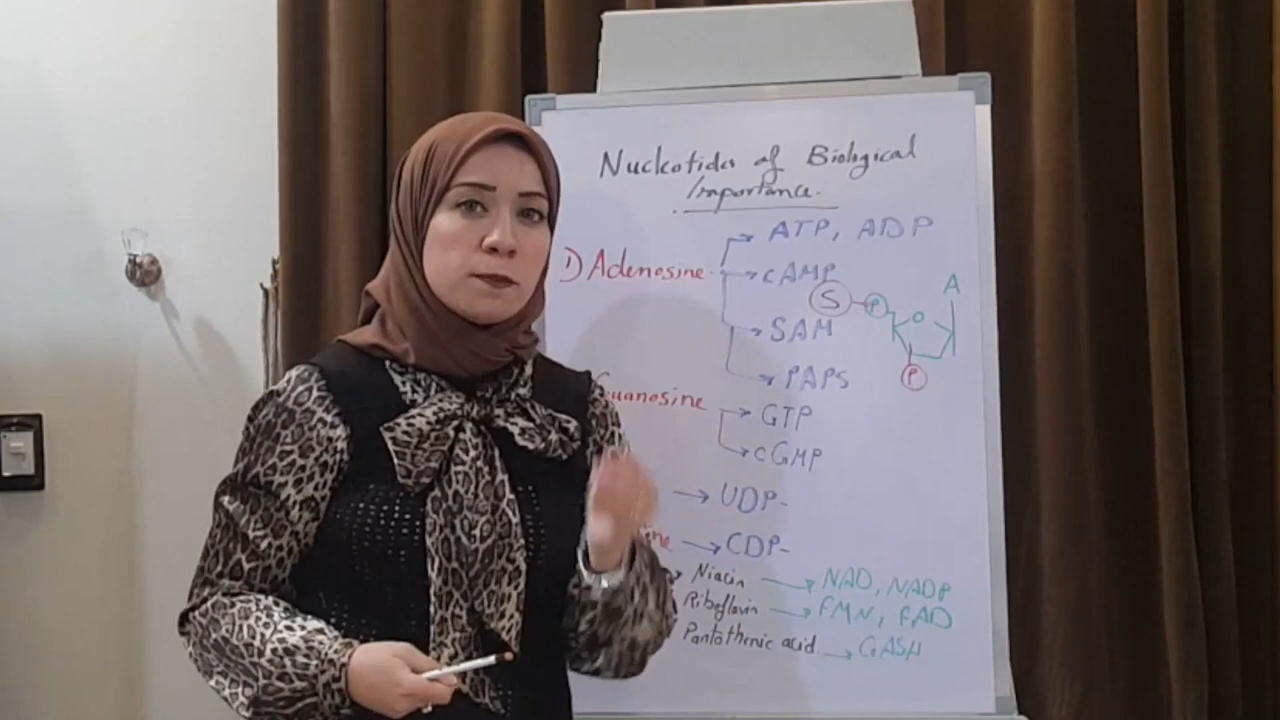 Nucleotides of Biological
Importance.
1) Adenosine
ATP, ADP
cAMP
SAM
PAPS
S
P
O
A
P
Guanosine
GTP
cGMP
UDP-
CDP-
Niacin → NAD, NADP
Riboflavin → FMN, FAD
Pantothenic acid → CoASH